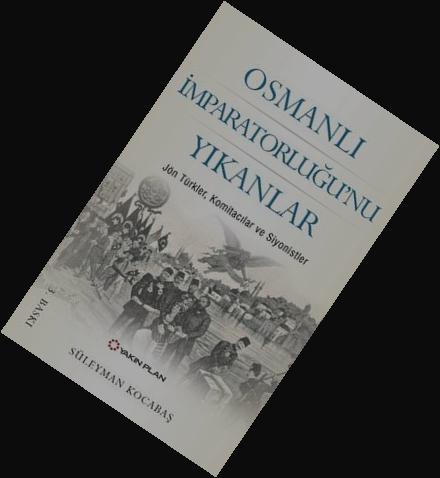 OSMANLI
İMPARATORLUĞU'NU
YIKANLAR
Jön Türkler, Komitacılar ve Siyonistler
3. BASKI
YAKIN PLAN
SÜLEYMAN KOCABAŞ